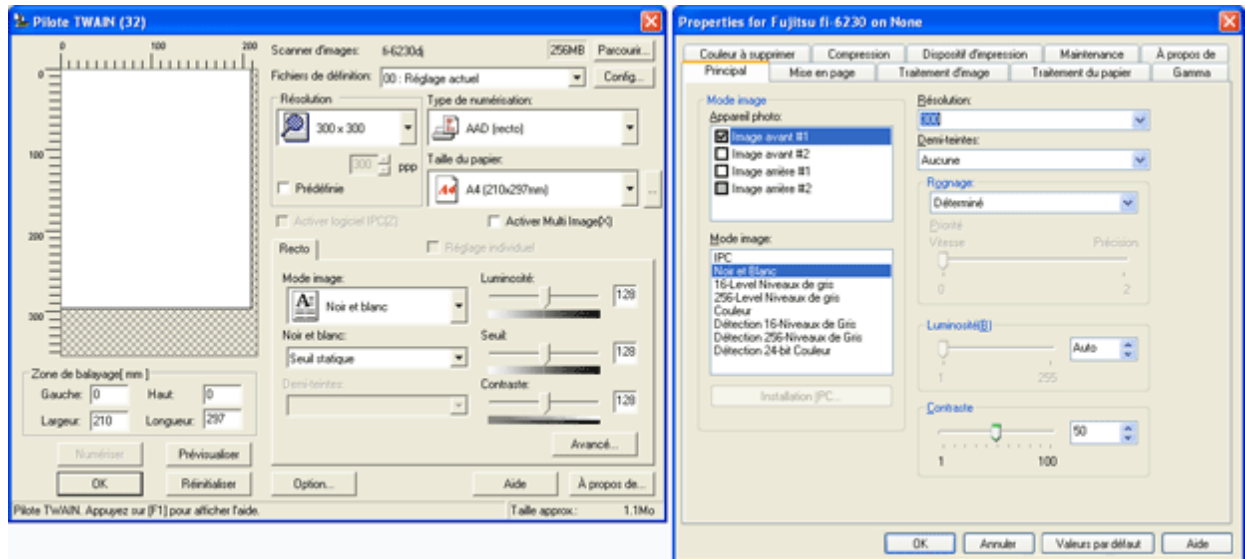 Pilote TWAIN (32)
0 100 200
0
100
200
300
Scanner d'images: fi-6230dj 256MB Parcourir...
Fichiers de définition: 00 : Réglage actuel Config...
Résolution
300 x 300
300 ppp
Prédéfinie
Type de numérisation:
AAD (recto)
Taille du papier:
A4 (210x297mm) ...
Activer logiciel IPC(Z) Activer Multi Image(X)
Recto Réglage individuel
Mode image:
Noir et blanc
Noir et blanc:
Seuil statique
Demi-teintes:
Luminosité:
128
Seuil:
128
Contraste:
128
Avancé...
Zone de balayage[ mm ]
Gauche: 0 Haut: 0
Largeur: 210 Longueur: 297
Numériser Prévisualiser
OK Réinitialiser Option... Aide À propos de...
Pilote TWAIN. Appuyez sur [F1] pour afficher l'aide. Taille approx.: 1.1Mo
Properties for Fujitsu fi-6230 on None
Couleur à supprimer Compression Dispositif d'impression Maintenance À propos de
Principal Mise en page Traitement d'image Traitement du papier Gamma
Mode image
Appareil photo:
Image avant #1
Image avant #2
Image arrière #1
Image arrière #2
Mode image:
IPC
Noir et Blanc
16-Level Niveaux de gris
256-Level Niveaux de gris
Couleur
Détection 16-Niveaux de Gris
Détection 256-Niveaux de Gris
Détection 24-bit Couleur
Installation IPC...
Résolution:
300
Demi-teintes:
Aucune
Rognage:
Déterminé
Priorité
Vitesse Précision
0 2
Luminosité(B)
Auto
1 255
Contraste
50
1 100
OK Annuler Valeurs par défaut Aide